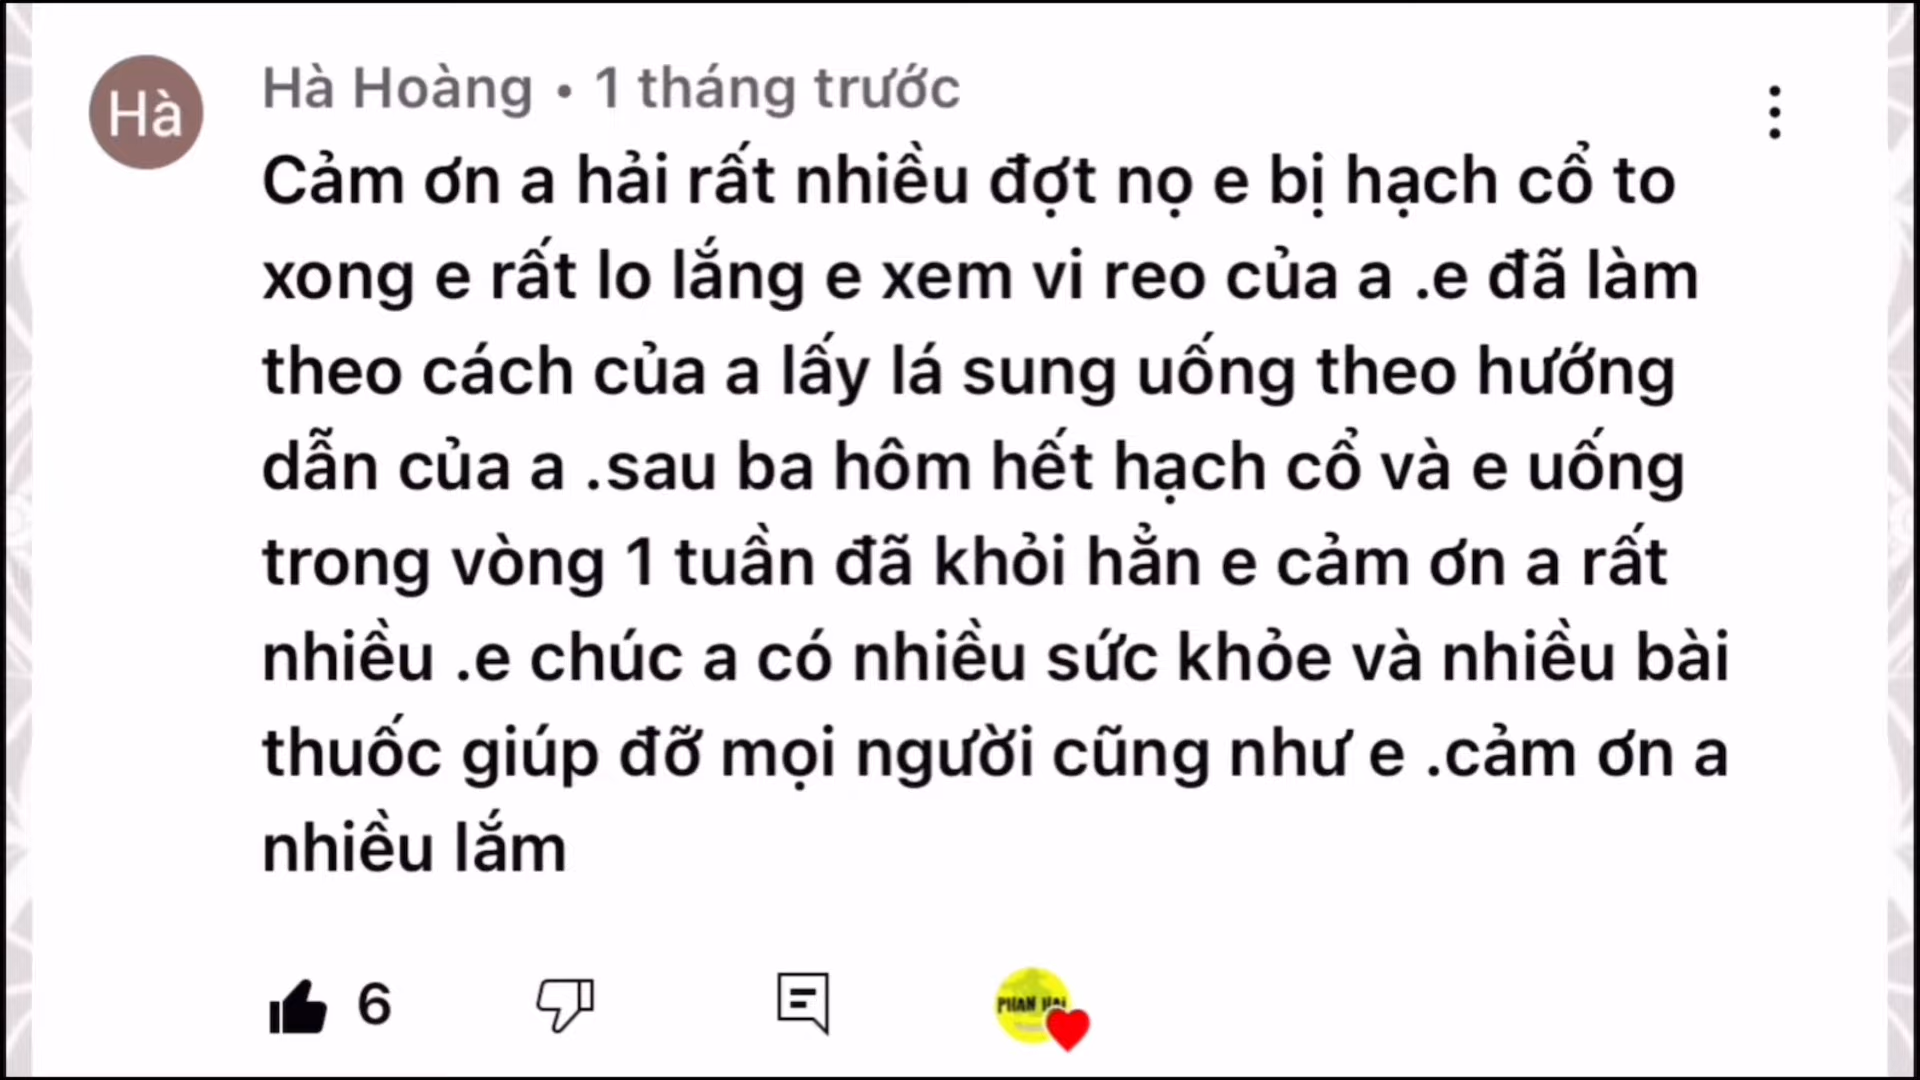 Hà
Hà Hoàng • 1 tháng trước
Cảm ơn a hải rất nhiều đợt nọ e bị hạch cổ to
xong e rất lo lắng e xem vi reo của a .e đã làm
theo cách của a lấy lá sung uống theo hướng
dẫn của a .sau ba hôm hết hạch cổ và e uống
trong vòng 1 tuần đã khỏi hẳn e cảm ơn a rất
nhiều .e chúc a có nhiều sức khỏe và nhiều bài
thuốc giúp đỡ mọi người cũng như e .cảm ơn a
nhiều lắm
6
PHAN HẢI